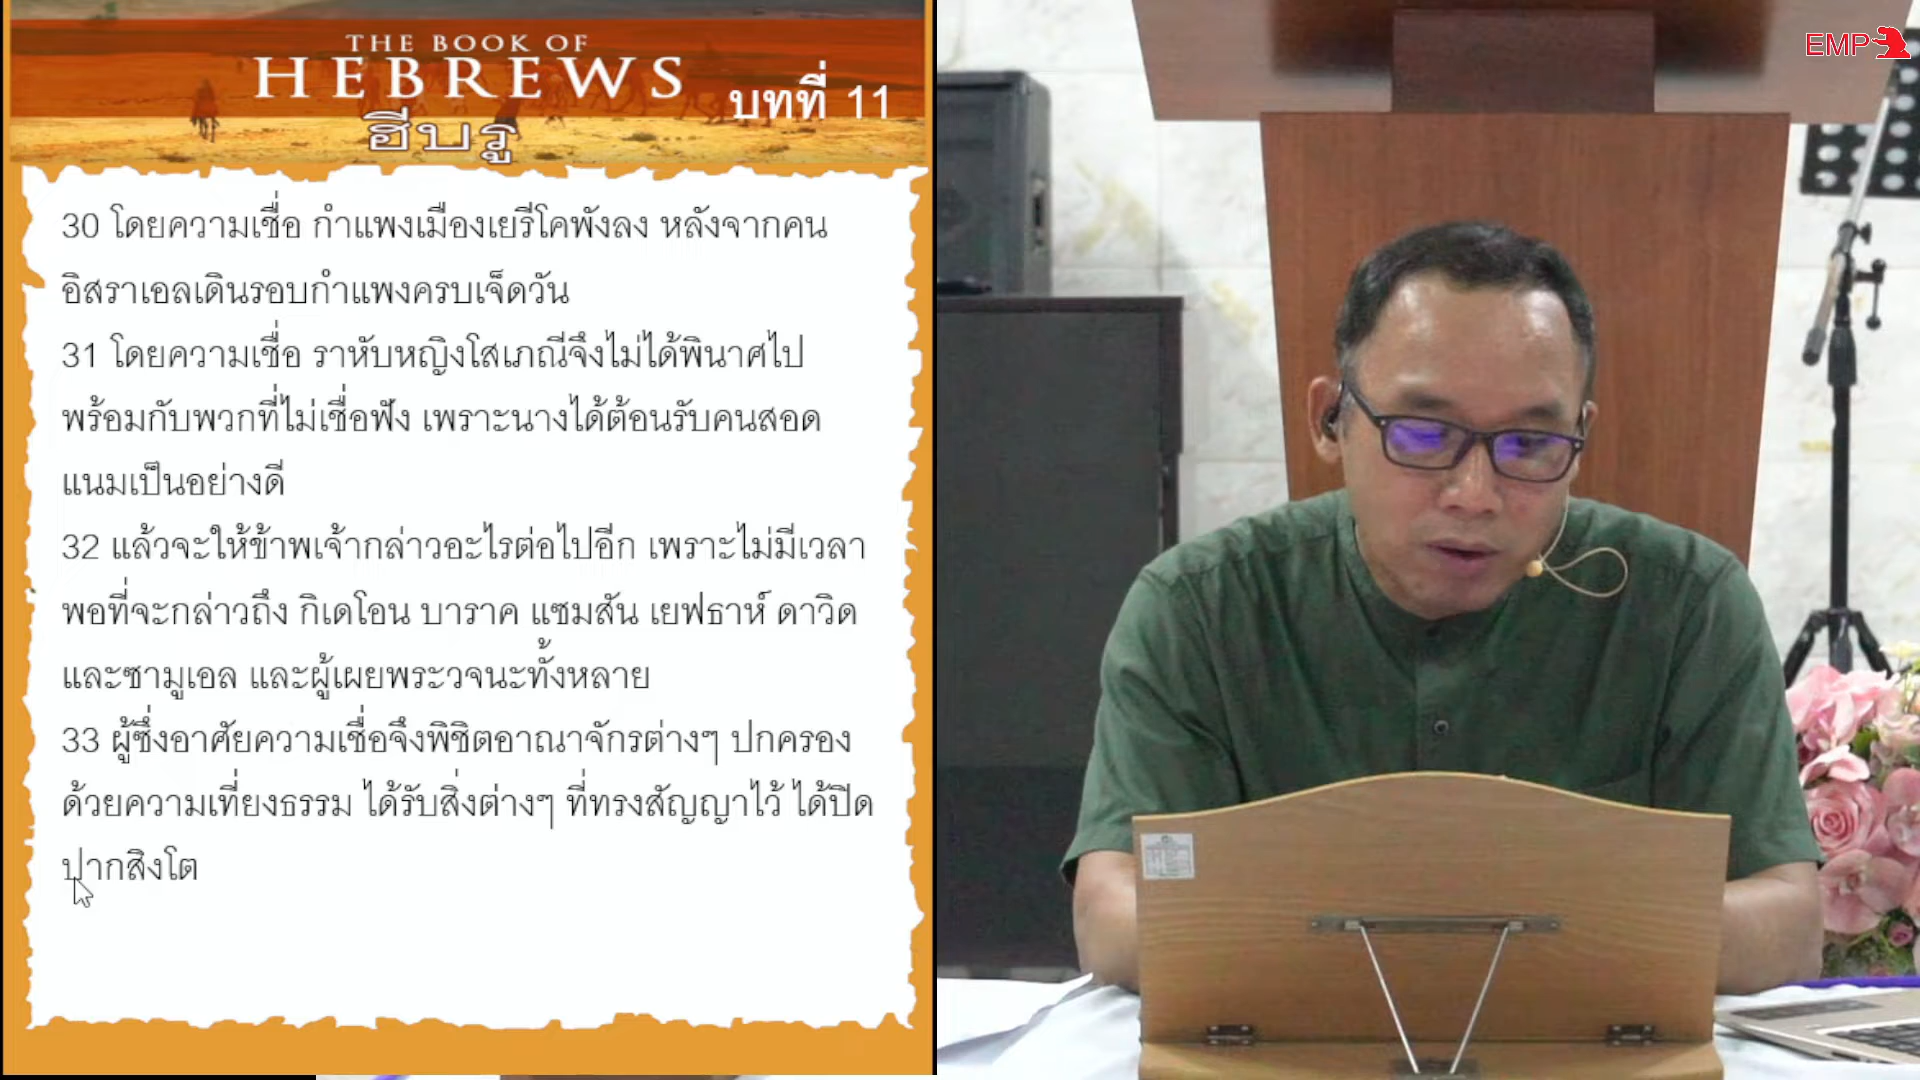 THE BOOK OF
HEBREWS
บทที่ 11
ฮีบรู
30 โดยความเชื่อ กำแพงเมืองเยรีโคพังลง หลังจากคน
อิสราเอลเดินรอบกำแพงครบเจ็ดวัน
31 โดยความเชื่อ ราหับหญิงโสเภณีจึงไม่ได้พินาศไป
พร้อมกับพวกที่ไม่เชื่อฟัง เพราะนางได้ต้อนรับคนสอด
แนมเป็นอย่างดี
32 แล้วจะให้ข้าพเจ้ากล่าวอะไรต่อไปอีก เพราะไม่มีเวลา
พอที่จะกล่าวถึง กิเดโอน บาราค แซมสัน เยฟธาห์ ดาวิด
และซามูเอล และผู้เผยพระวจนะทั้งหลาย
33 ผู้ซึ่งอาศัยความเชื่อจึงพิชิตอาณาจักรต่างๆ ปกครอง
ด้วยความเที่ยงธรรม ได้รับสิ่งต่างๆ ที่ทรงสัญญาไว้ ได้ปิด
ปากสิงโต
EMP